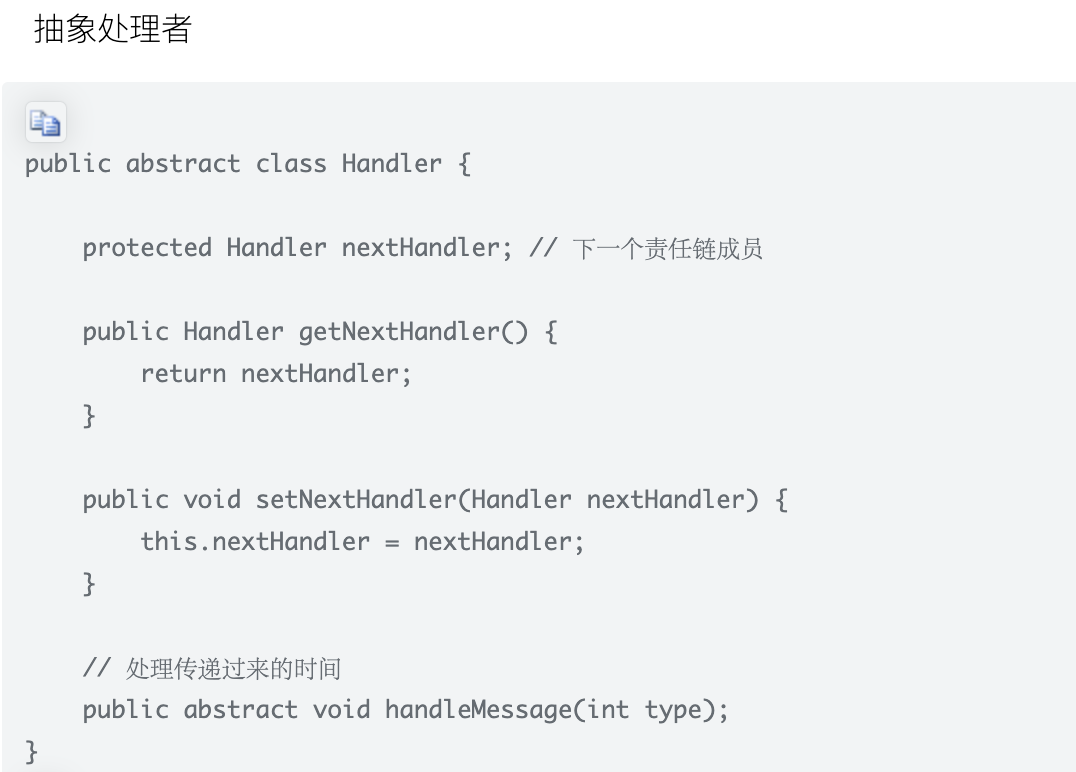 抽象处理者
public abstract class Handler {
    protected Handler nextHandler; // 下一个责任链成员
    public Handler getNextHandler() {
        return nextHandler;
    }
    public void setNextHandler(Handler nextHandler) {
        this.nextHandler = nextHandler;
    }
    // 处理传递过来的时间
    public abstract void handleMessage(int type);
}